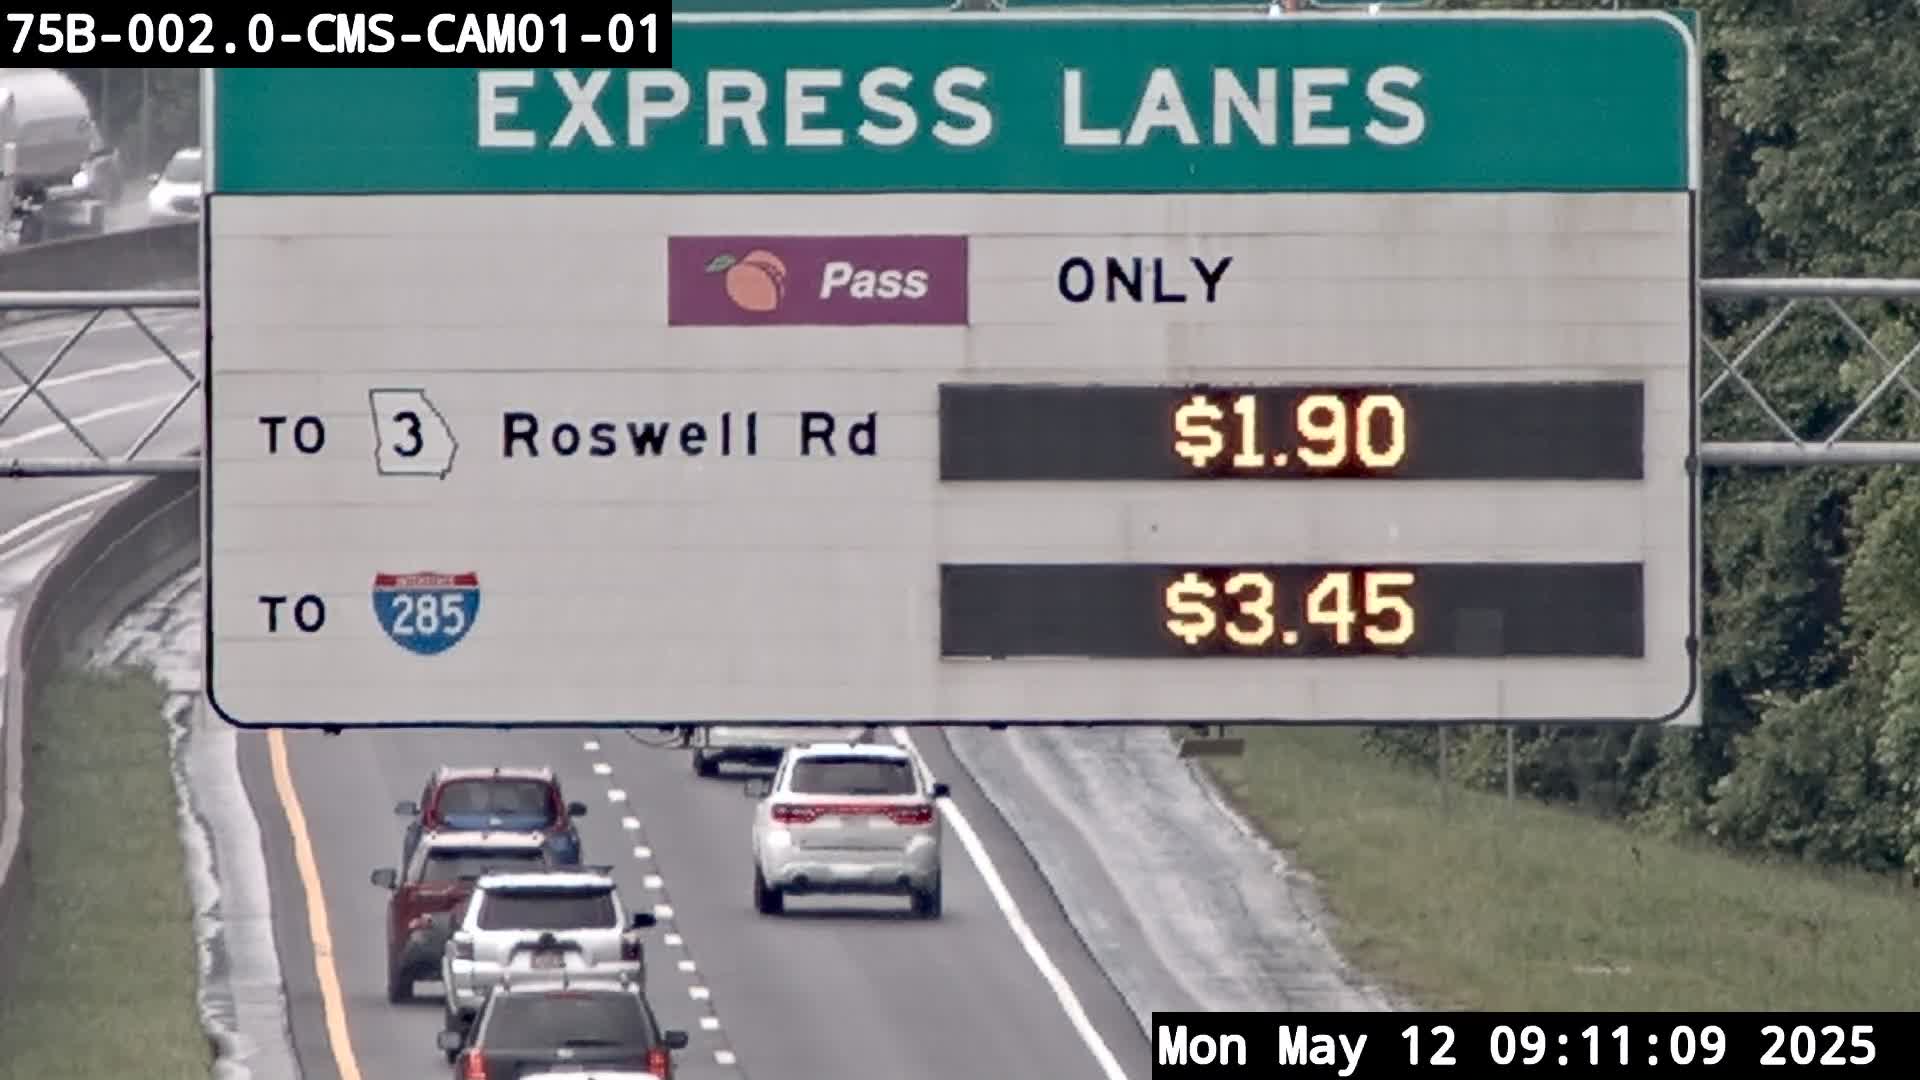 75B-002.0-CMS-CAM01-01
EXPRESS LANES
Pass ONLY
TO 3 Roswell Rd $1.90
TO INTERSTATE 285 $3.45
Mon May 12 09:11:09 2025